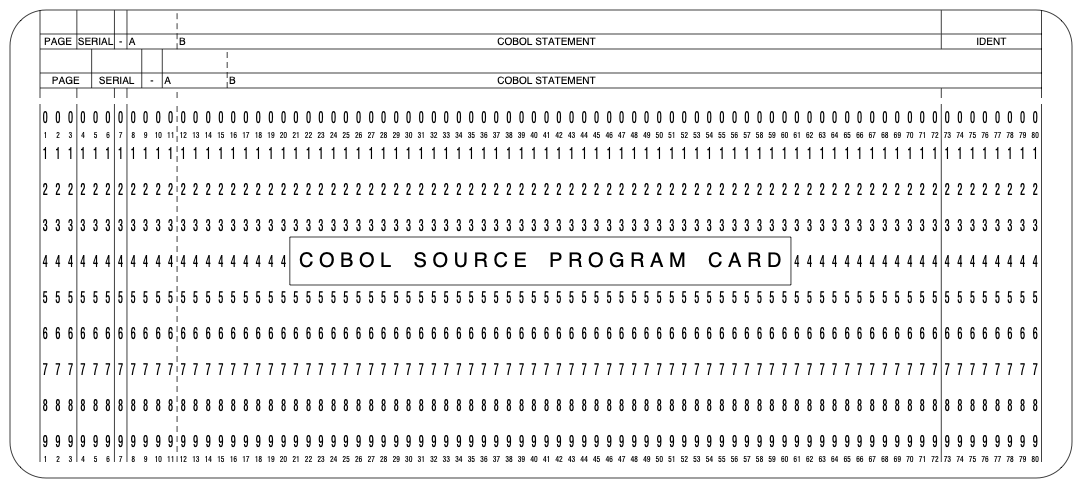 PAGE SERIAL - A B COBOL STATEMENT IDENT
PAGE SERIAL - A B COBOL STATEMENT
0 0 0 0 0 0 0 0 0 0 0 0 0 0 0 0 0 0 0 0 0 0 0 0 0 0 0 0 0 0 0 0 0 0 0 0 0 0 0 0 0 0 0 0 0 0 0 0 0 0 0 0 0 0 0 0 0 0 0 0 0 0 0 0 0 0 0 0 0 0 0 0 0 0 0 0 0 0 0 0
1 2 3 4 5 6 7 8 9 10 11 12 13 14 15 16 17 18 19 20 21 22 23 24 25 26 27 28 29 30 31 32 33 34 35 36 37 38 39 40 41 42 43 44 45 46 47 48 49 50 51 52 53 54 55 56 57 58 59 60 61 62 63 64 65 66 67 68 69 70 71 72 73 74 75 76 77 78 79 80
1 1 1 1 1 1 1 1 1 1 1 1 1 1 1 1 1 1 1 1 1 1 1 1 1 1 1 1 1 1 1 1 1 1 1 1 1 1 1 1 1 1 1 1 1 1 1 1 1 1 1 1 1 1 1 1 1 1 1 1 1 1 1 1 1 1 1 1 1 1 1 1 1 1 1 1 1 1 1 1
2 2 2 2 2 2 2 2 2 2 2 2 2 2 2 2 2 2 2 2 2 2 2 2 2 2 2 2 2 2 2 2 2 2 2 2 2 2 2 2 2 2 2 2 2 2 2 2 2 2 2 2 2 2 2 2 2 2 2 2 2 2 2 2 2 2 2 2 2 2 2 2 2 2 2 2 2 2 2 2
3 3 3 3 3 3 3 3 3 3 3 3 3 3 3 3 3 3 3 3 3 3 3 3 3 3 3 3 3 3 3 3 3 3 3 3 3 3 3 3 3 3 3 3 3 3 3 3 3 3 3 3 3 3 3 3 3 3 3 3 3 3 3 3 3 3 3 3 3 3 3 3 3 3 3 3 3 3 3 3
4 4 4 4 4 4 4 4 4 4 4 4 4 4 4 4 4 4 4 4 COBOL SOURCE PROGRAM CARD 4 4 4 4 4 4 4 4 4 4 4 4 4 4 4 4 4 4 4 4
5 5 5 5 5 5 5 5 5 5 5 5 5 5 5 5 5 5 5 5 5 5 5 5 5 5 5 5 5 5 5 5 5 5 5 5 5 5 5 5 5 5 5 5 5 5 5 5 5 5 5 5 5 5 5 5 5 5 5 5 5 5 5 5 5 5 5 5 5 5 5 5 5 5 5 5 5 5 5 5
6 6 6 6 6 6 6 6 6 6 6 6 6 6 6 6 6 6 6 6 6 6 6 6 6 6 6 6 6 6 6 6 6 6 6 6 6 6 6 6 6 6 6 6 6 6 6 6 6 6 6 6 6 6 6 6 6 6 6 6 6 6 6 6 6 6 6 6 6 6 6 6 6 6 6 6 6 6 6 6
7 7 7 7 7 7 7 7 7 7 7 7 7 7 7 7 7 7 7 7 7 7 7 7 7 7 7 7 7 7 7 7 7 7 7 7 7 7 7 7 7 7 7 7 7 7 7 7 7 7 7 7 7 7 7 7 7 7 7 7 7 7 7 7 7 7 7 7 7 7 7 7 7 7 7 7 7 7 7 7
8 8 8 8 8 8 8 8 8 8 8 8 8 8 8 8 8 8 8 8 8 8 8 8 8 8 8 8 8 8 8 8 8 8 8 8 8 8 8 8 8 8 8 8 8 8 8 8 8 8 8 8 8 8 8 8 8 8 8 8 8 8 8 8 8 8 8 8 8 8 8 8 8 8 8 8 8 8 8 8
9 9 9 9 9 9 9 9 9 9 9 9 9 9 9 9 9 9 9 9 9 9 9 9 9 9 9 9 9 9 9 9 9 9 9 9 9 9 9 9 9 9 9 9 9 9 9 9 9 9 9 9 9 9 9 9 9 9 9 9 9 9 9 9 9 9 9 9 9 9 9 9 9 9 9 9 9 9 9 9
1 2 3 4 5 6 7 8 9 10 11 12 13 14 15 16 17 18 19 20 21 22 23 24 25 26 27 28 29 30 31 32 33 34 35 36 37 38 39 40 41 42 43 44 45 46 47 48 49 50 51 52 53 54 55 56 57 58 59 60 61 62 63 64 65 66 67 68 69 70 71 72 73 74 75 76 77 78 79 80